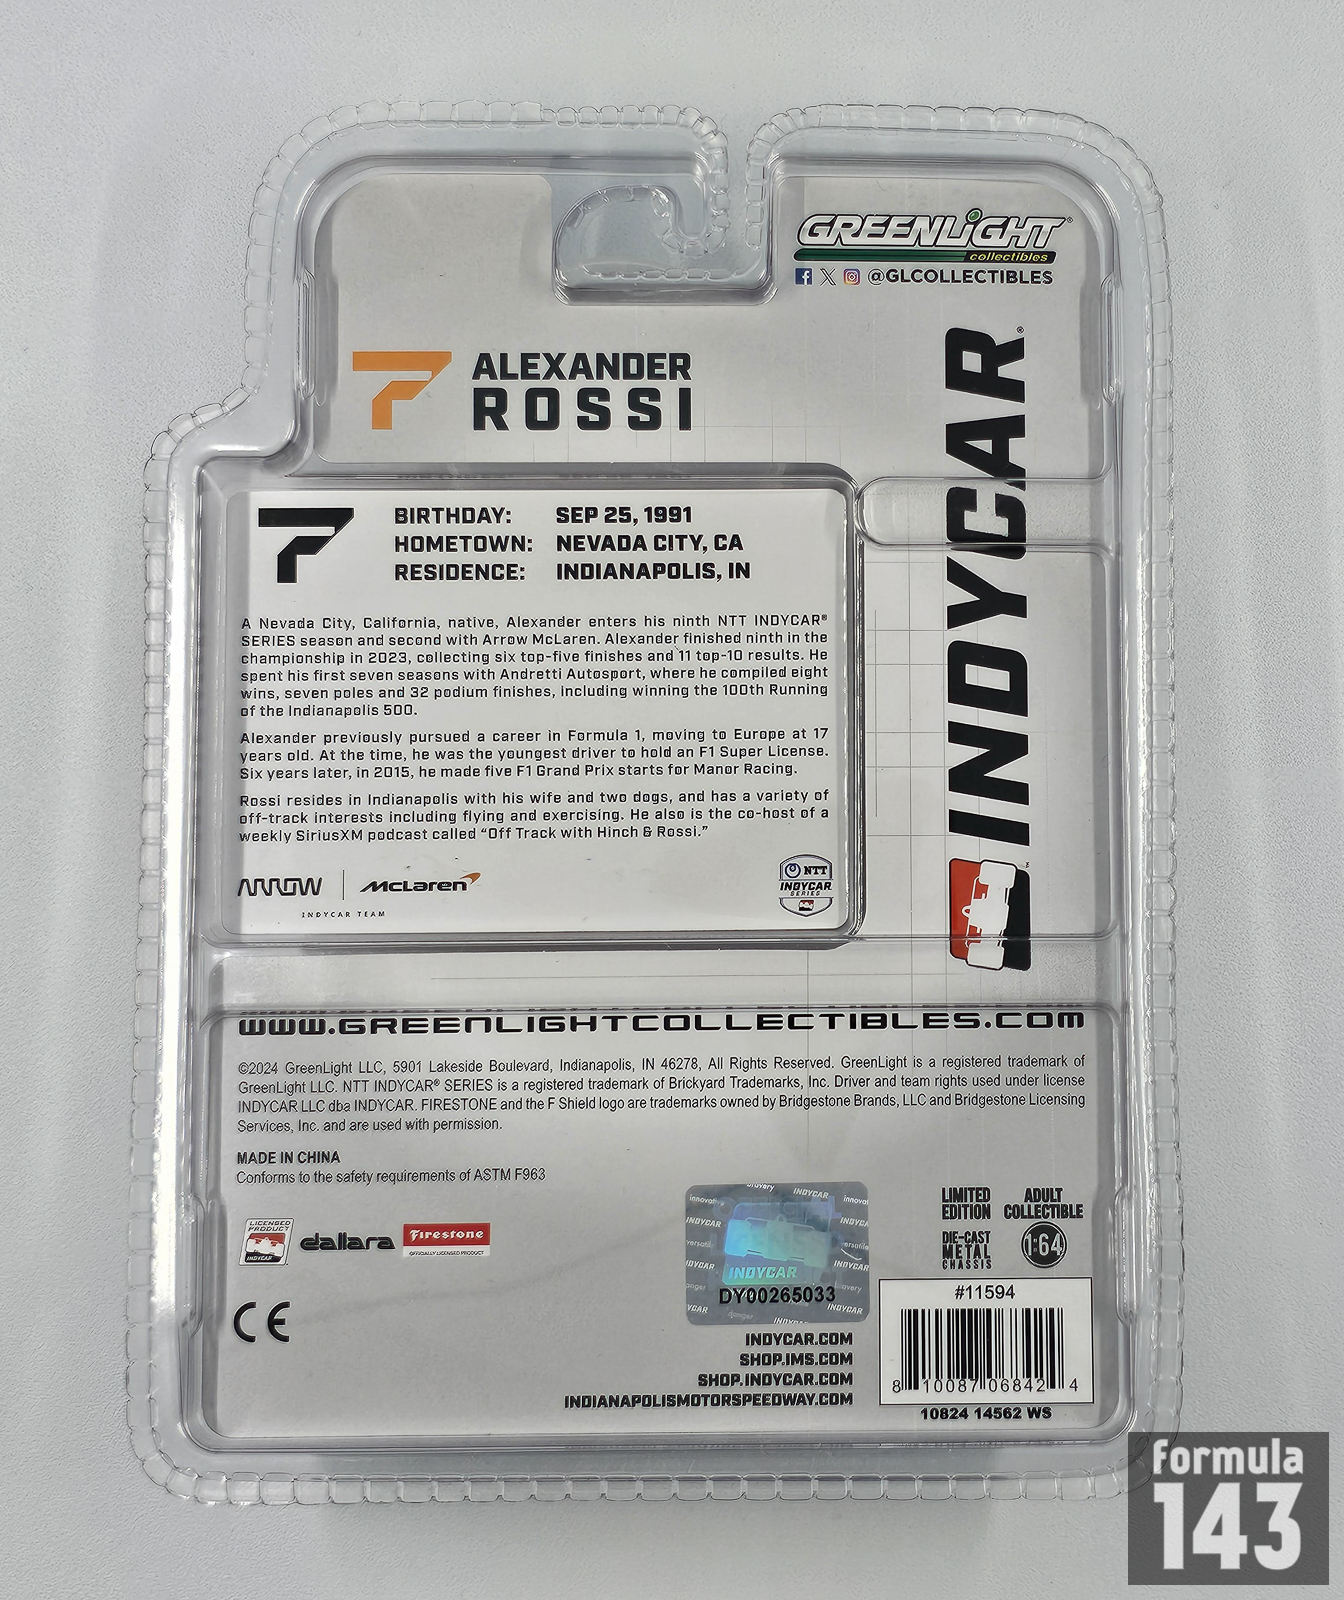 GREENLiGHT®
collectibles
@GLCOLLECTIBLES
7 ALEXANDER
ROSSI
INDYCAR®
7
BIRTHDAY: SEP 25, 1991
HOMETOWN: NEVADA CITY, CA
RESIDENCE: INDIANAPOLIS, IN
A Nevada City, California, native, Alexander enters his ninth NTT INDYCAR®
SERIES season and second with Arrow McLaren. Alexander finished ninth in the
championship in 2023, collecting six top-five finishes and 11 top-10 results. He
spent his first seven seasons with Andretti Autosport, where he compiled eight
wins, seven poles and 32 podium finishes, including winning the 100th Running
of the Indianapolis 500.
Alexander previously pursued a career in Formula 1, moving to Europe at 17
years old. At the time, he was the youngest driver to hold an F1 Super License.
Six years later, in 2015, he made five F1 Grand Prix starts for Manor Racing.
Rossi resides in Indianapolis with his wife and two dogs, and has a variety of
off-track interests including flying and exercising. He also is the co-host of a
weekly SiriusXM podcast called “Off Track with Hinch & Rossi.”
ARROW | McLaren
INDYCAR TEAM
NTT
INDYCAR
SERIES
www.GREENLIGHTCOLLECTIBLES.COM
©2024 GreenLight LLC, 5901 Lakeside Boulevard, Indianapolis, IN 46278, All Rights Reserved. GreenLight is a registered trademark of
GreenLight LLC. NTT INDYCAR® SERIES is a registered trademark of Brickyard Trademarks, Inc. Driver and team rights used under license
INDYCAR LLC dba INDYCAR. FIRESTONE and the F Shield logo are trademarks owned by Bridgestone Brands, LLC and Bridgestone Licensing
Services, Inc. and are used with permission.
MADE IN CHINA
Conforms to the safety requirements of ASTM F963
LICENSED
PRODUCT
INDYCAR
dallara
Firestone
OFFICIALLY LICENSED PRODUCT
CE
INDYCAR
DY00265033
LIMITED
EDITION
ADULT
COLLECTIBLE
DIE-CAST
METAL
CHASSIS
1:64
INDYCAR.COM
SHOP.IMS.COM
SHOP.INDYCAR.COM
INDIANAPOLISMOTORSPEEDWAY.COM
#11594
8 10087 06842 4
10824 14562 WS
formula
143